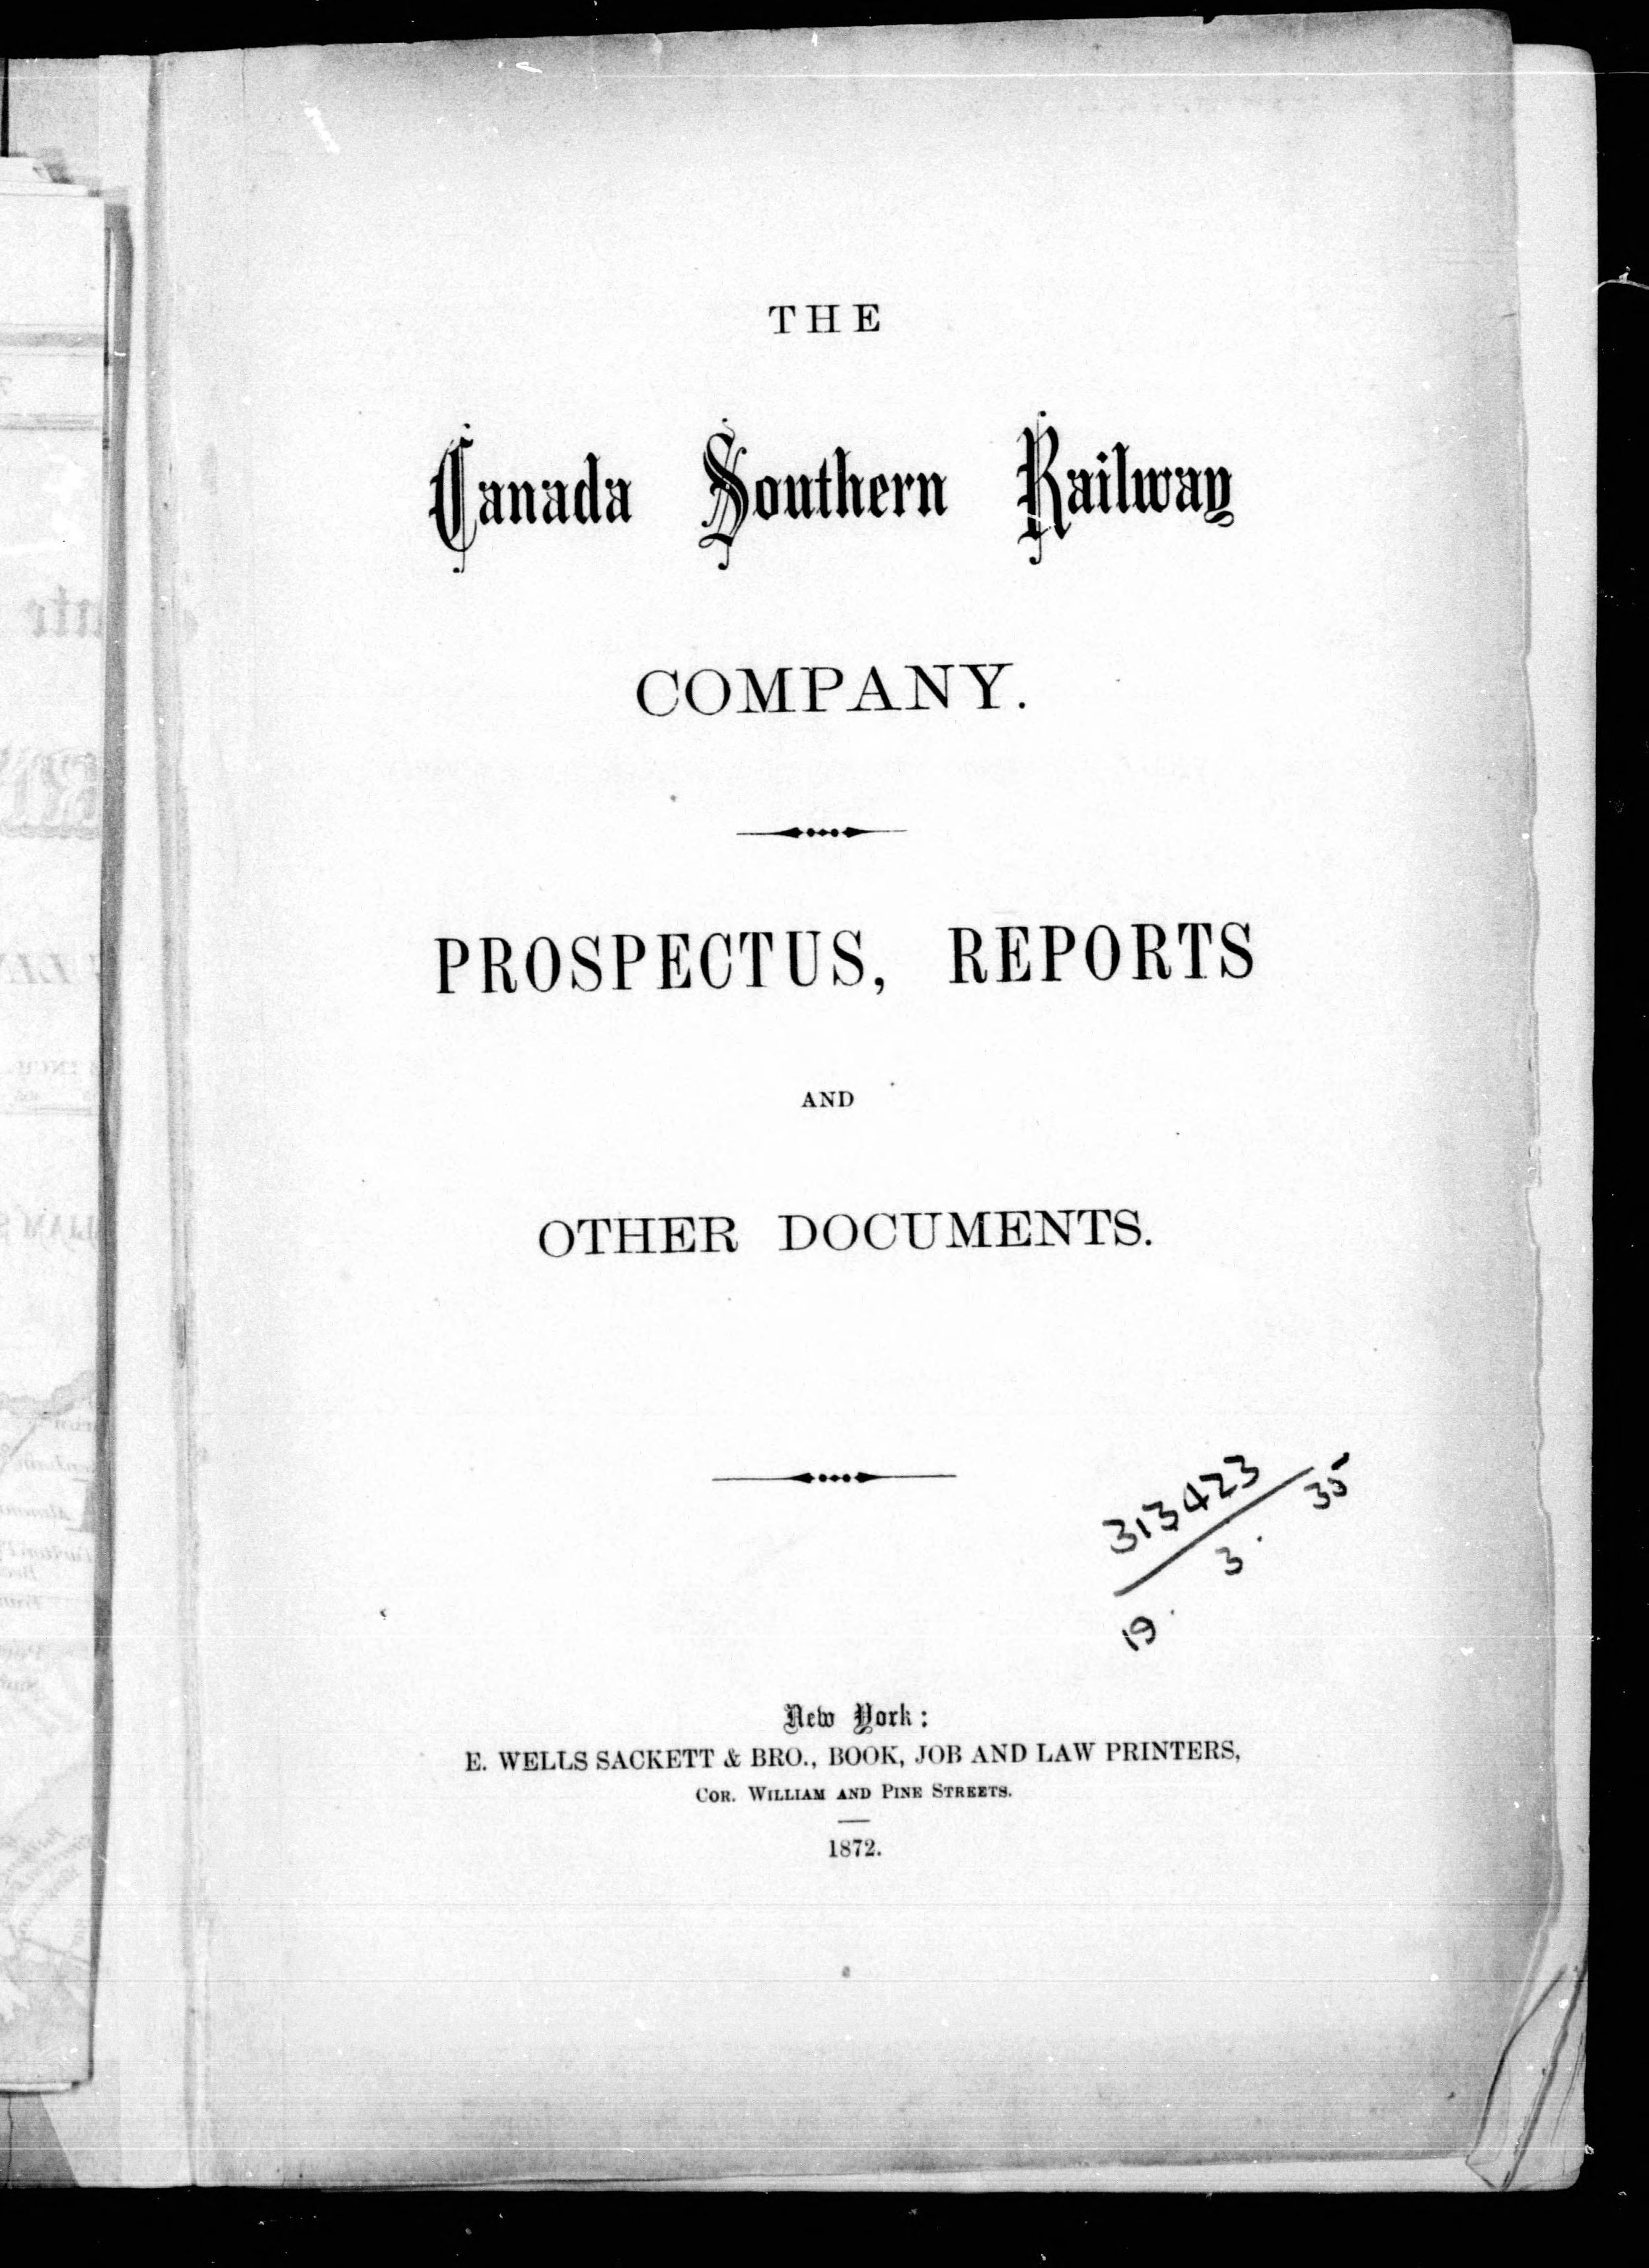 THE
Canada Southern Railway
COMPANY.
PROSPECTUS, REPORTS
AND
OTHER DOCUMENTS.
313423
19. 3. 35
New York:
E. WELLS SACKETT & BRO., BOOK, JOB AND LAW PRINTERS,
COR. WILLIAM AND PINE STREETS.
1872.